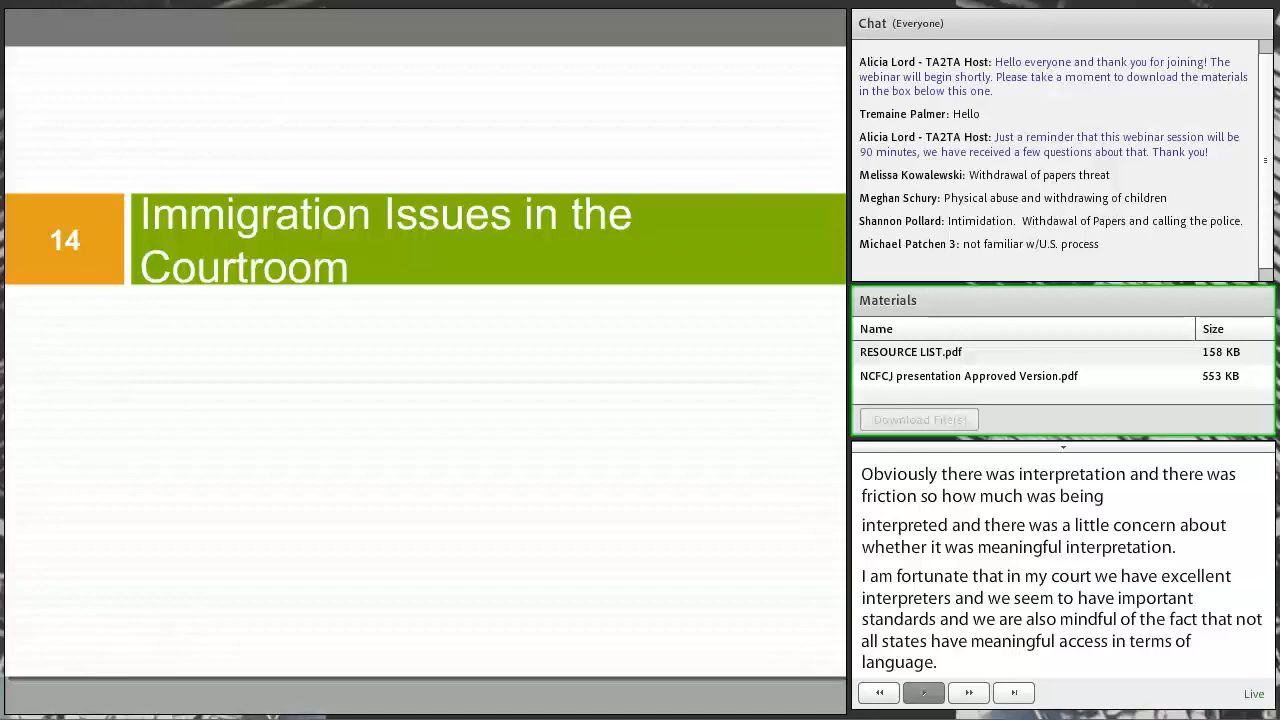 14
Immigration Issues in the
Courtroom
Chat (Everyone)
Alicia Lord - TA2TA Host: Hello everyone and thank you for joining! The
webinar will begin shortly. Please take a moment to download the materials
in the box below this one.
Tremaine Palmer: Hello
Alicia Lord - TA2TA Host: Just a reminder that this webinar session will be
90 minutes, we have received a few questions about that. Thank you!
Melissa Kowalewski: Withdrawal of papers threat
Meghan Schury: Physical abuse and withdrawing of children
Shannon Pollard: Intimidation.  Withdawal of Papers and calling the police.
Michael Patchen 3: not familiar w/U.S. process
Materials
Name Size
RESOURCE LIST.pdf 158 KB
NCFCJ presentation Approved Version.pdf 553 KB
Download File(s)
Obviously there was interpretation and there was
friction so how much was being
interpreted and there was a little concern about
whether it was meaningful interpretation.
I am fortunate that in my court we have excellent
interpreters and we seem to have important
standards and we are also mindful of the fact that not
all states have meaningful access in terms of
language.
Live